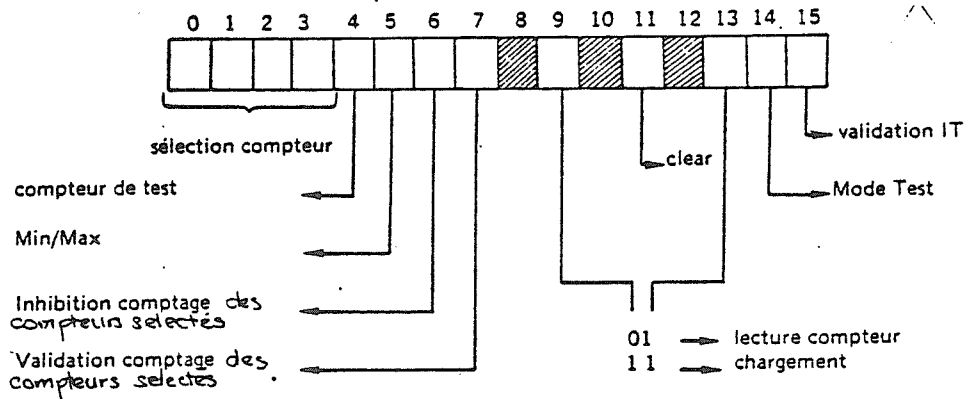 0 1 2 3 4 5 6 7 8 9 10 11 12 13 14 15
validation IT
sélection compteur
clear
compteur de test
Mode Test
Min/Max
Inhibition comptage des
compteurs selectés
01 lecture compteur
Validation comptage des
11 chargement
compteurs selectes